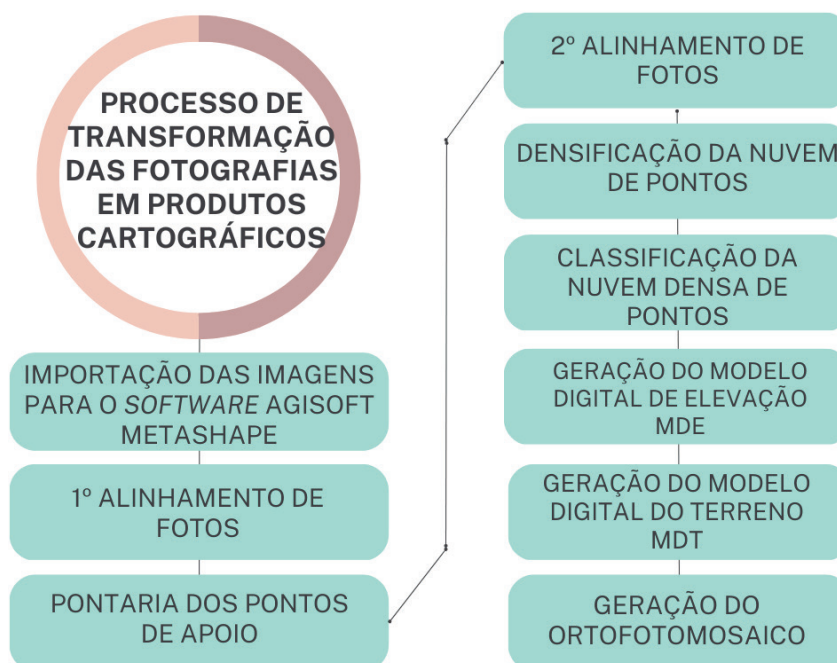 PROCESSO DE
TRANSFORMAÇÃO
DAS FOTOGRAFIAS
EM PRODUTOS
CARTOGRÁFICOS
IMPORTAÇÃO DAS IMAGENS
PARA O SOFTWARE AGISOFT
METASHAPE
1º ALINHAMENTO DE
FOTOS
PONTARIA DOS PONTOS
DE APOIO
2º ALINHAMENTO DE
FOTOS
DENSIFICAÇÃO DA NUVEM
DE PONTOS
CLASSIFICAÇÃO DA
NUVEM DENSA DE
PONTOS
GERAÇÃO DO MODELO
DIGITAL DE ELEVAÇÃO
MDE
GERAÇÃO DO MODELO
DIGITAL DO TERRENO
MDT
GERAÇÃO DO
ORTOFOTOMOSAICO